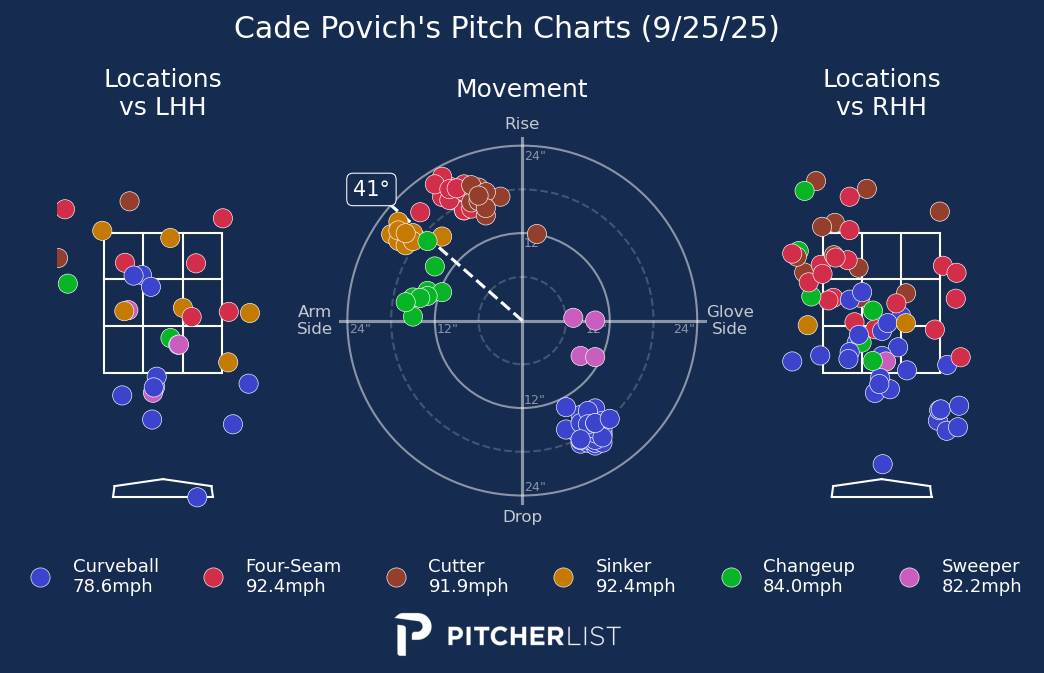 Cade Povich's Pitch Charts (9/25/25)
Locations
vs LHH
Movement
Locations
vs RHH
Rise
24"
41°
12"
Arm
Side
24"
12"
12"
24"
Glove
Side
12"
24"
Drop
Curveball
78.6mph
Four-Seam
92.4mph
Cutter
91.9mph
Sinker
92.4mph
Changeup
84.0mph
Sweeper
82.2mph
PITCHERLIST